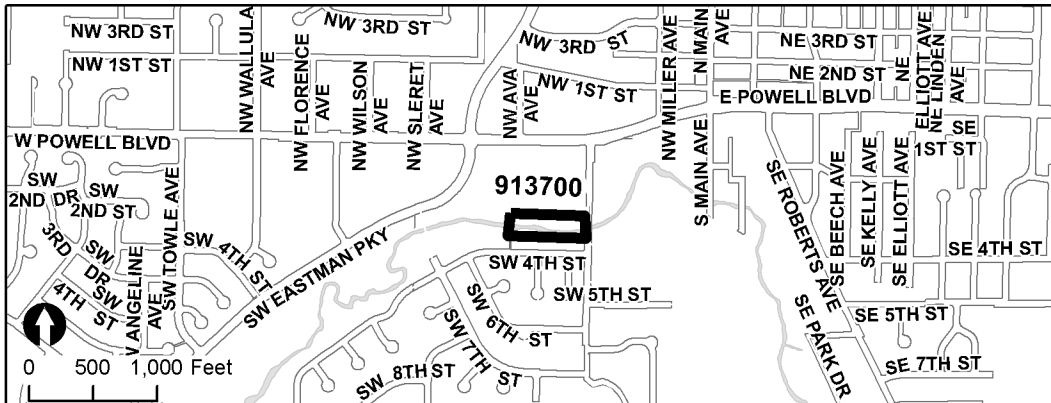 NW 3RD ST
NW 3RD ST
NW 3RD ST
NE 3RD ST
NW 1ST ST
NW 1ST ST
NE 2ND ST
NW WALLULA
AVE
NW FLORENCE
AVE
NW WILSON
AVE
NW SLERET
AVE
NW AVA
AVE
NW MILLER AVE
N MAIN
AVE
NE
ELLIOTT AVE
NE LINDEN
AVE
E POWELL BLVD
W POWELL BLVD
SE
1ST ST
SW
2ND DR
SW
2ND ST
3RD
DR
SW
SW
4TH ST
ANGELINE
AVE
SW TOWLE AVE
SW 4TH ST
SW EASTMAN PKY
913700
SW 4TH ST
SW 5TH ST
SW 6TH ST
SW 7TH ST
SW 8TH ST
S MAIN AVE
SE ROBERTS AVE
SE BEECH AVE
SE KELLY AVE
SE ELLIOTT AVE
SE 4TH ST
SE 5TH ST
SE 7TH ST
SE PARK DR
0 500 1,000 Feet